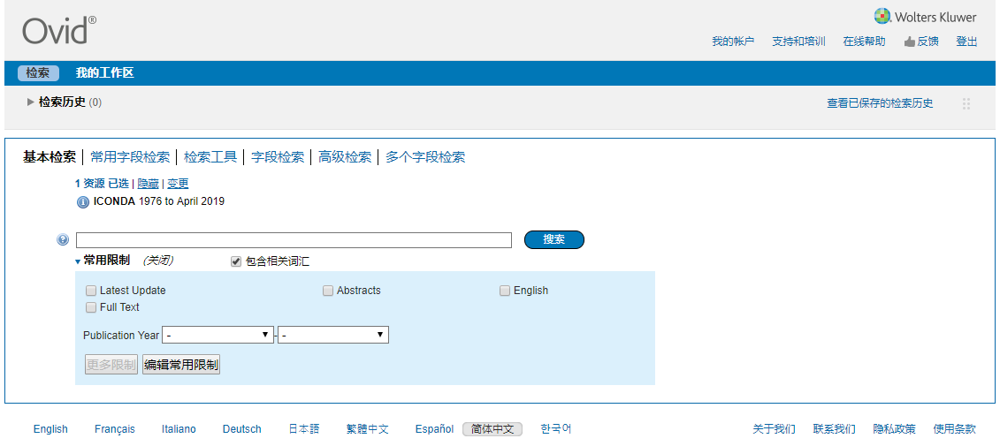 Ovid®
Wolters Kluwer
我的帐户 支持和培训 在线帮助 反馈 登出
检索 我的工作区
检索历史 (0) 查看已保存的检索历史
基本检索 | 常用字段检索 | 检索工具 | 字段检索 | 高级检索 | 多个字段检索
1 资源 已选 | 隐藏 | 变更
ICONDA 1976 to April 2019
搜索
常用限制 (关闭) 包含相关词汇
Latest Update Abstracts English
Full Text
Publication Year - - -
更多限制 编辑常用限制
English Français Italiano Deutsch 日本語 繁體中文 Español 简体中文 한국어 关于我们 联系我们 隐私政策 使用条款